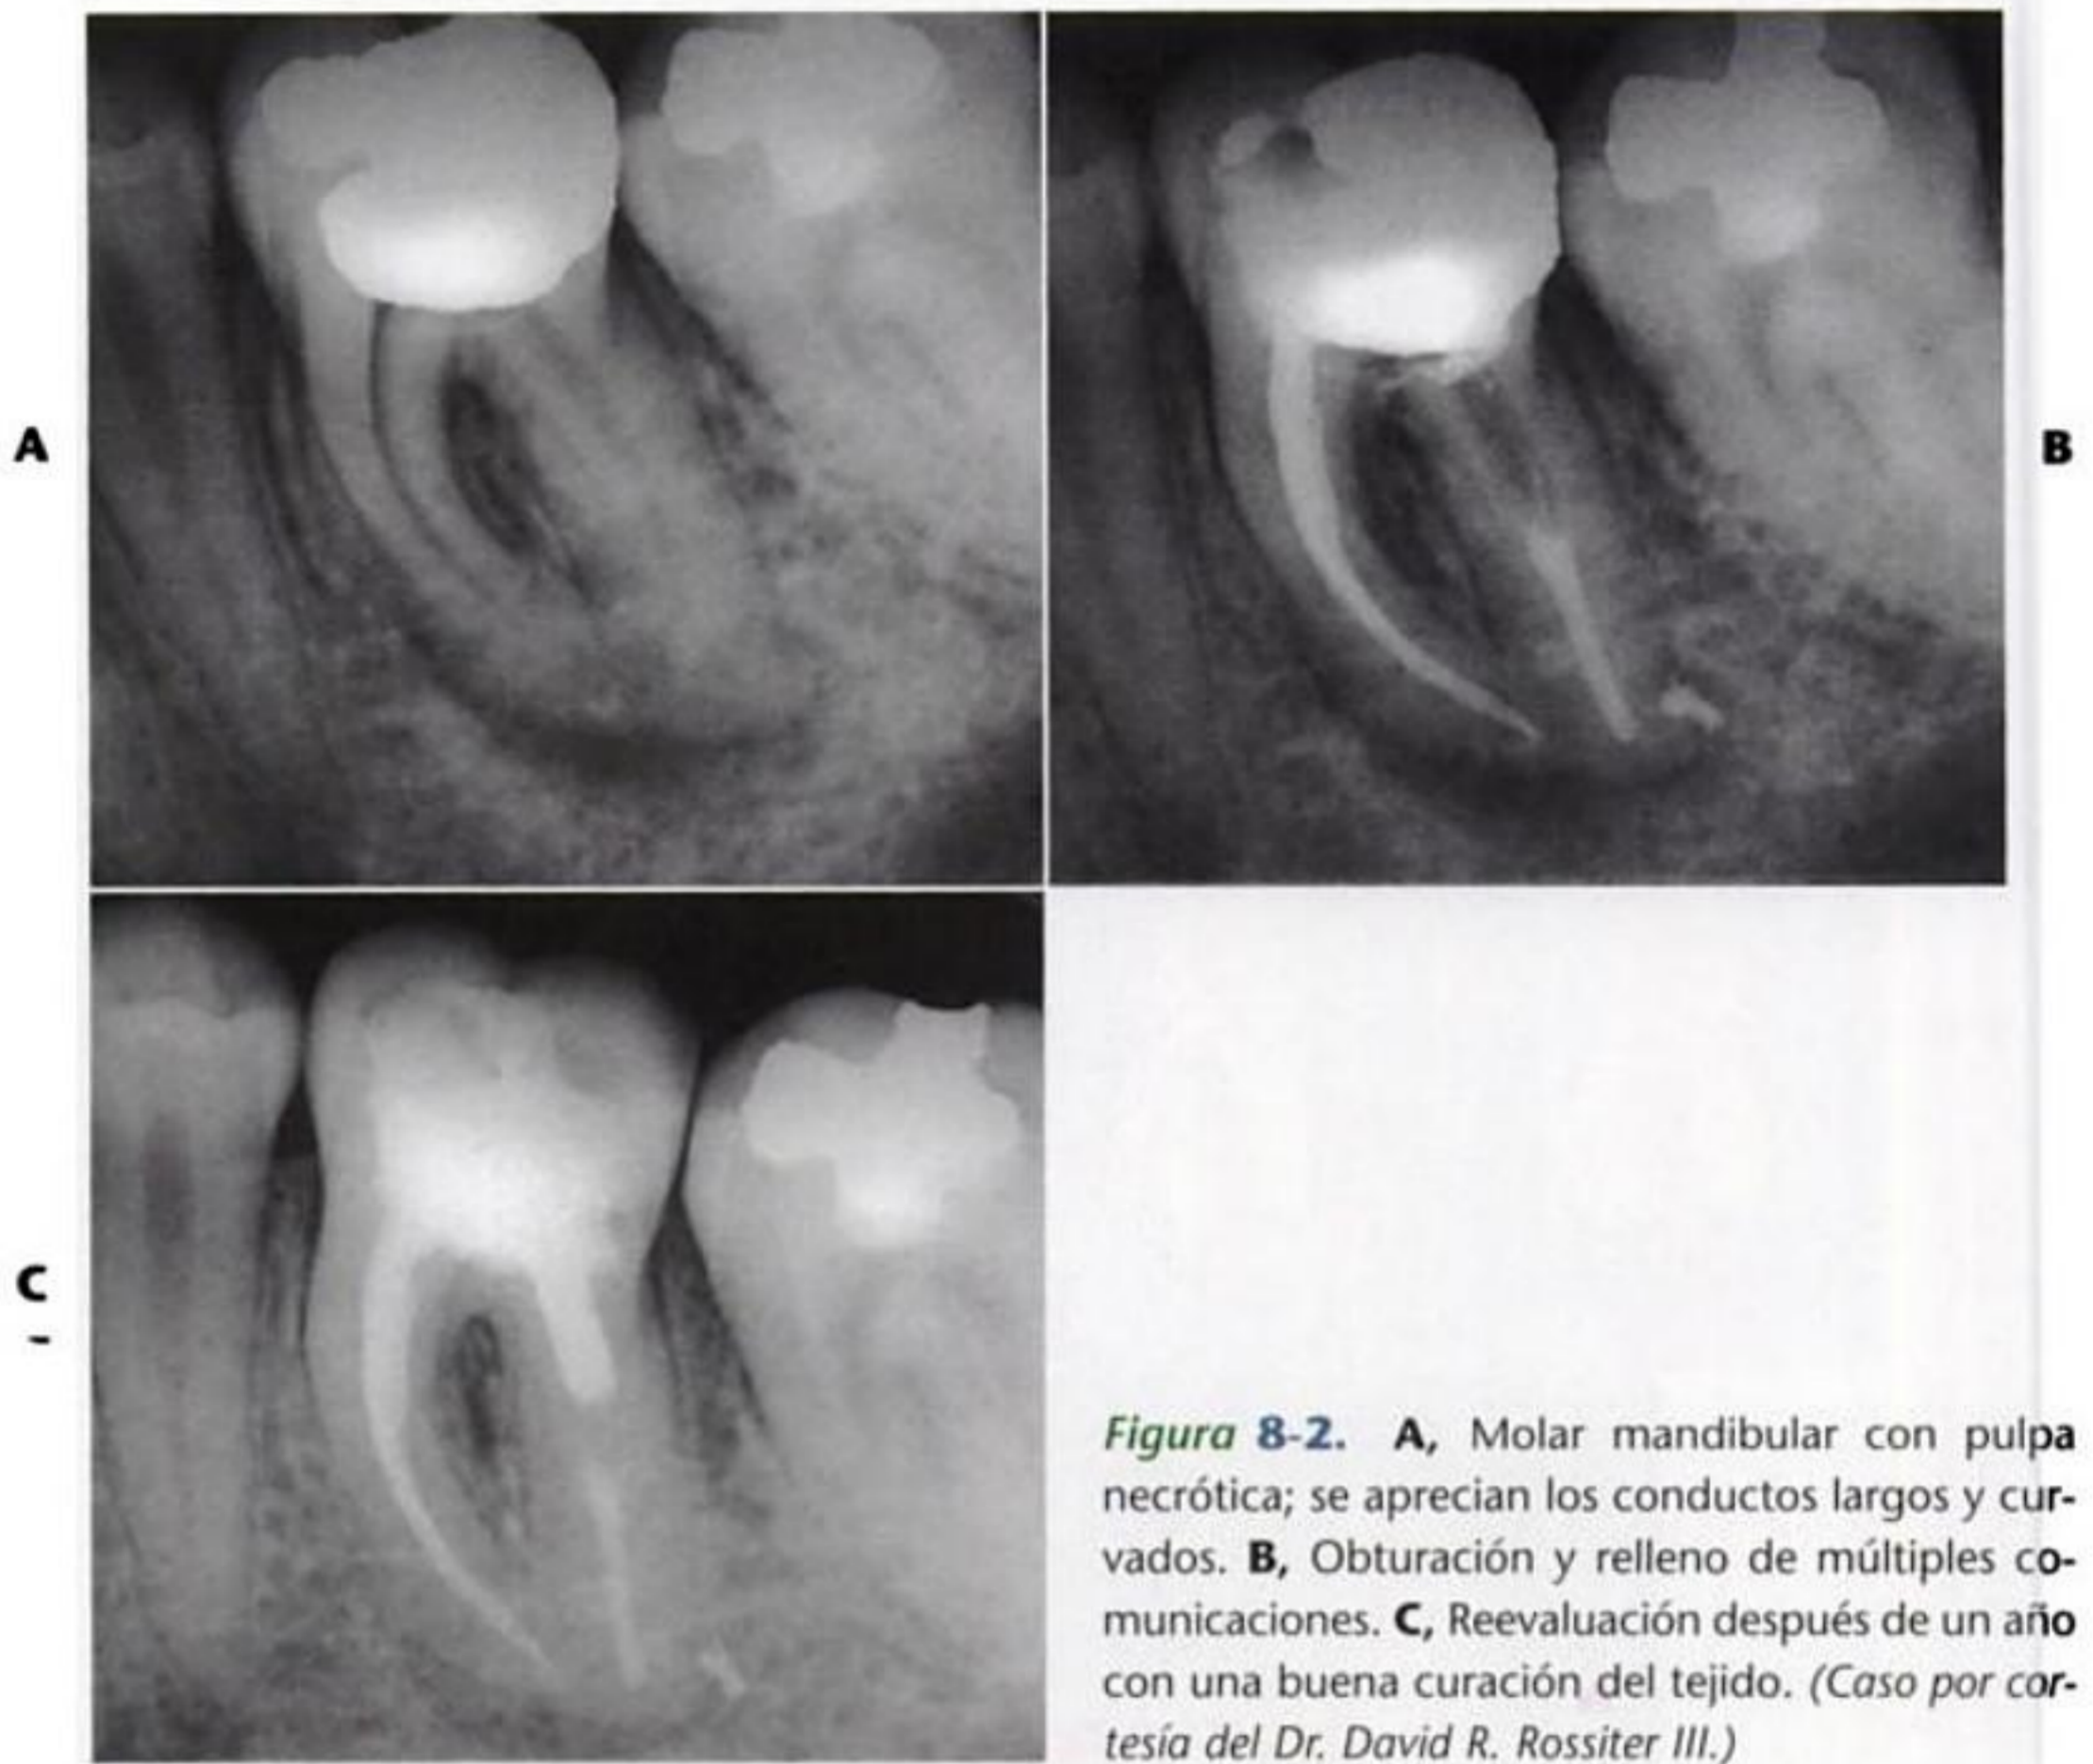 A
B
C
Figura 8-2. A, Molar mandibular con pulpa
necrótica; se aprecian los conductos largos y cur-
vados. B, Obturación y relleno de múltiples co-
municaciones. C, Reevaluación después de un año
con una buena curación del tejido. (Caso por cor-
tesía del Dr. David R. Rossiter III.)